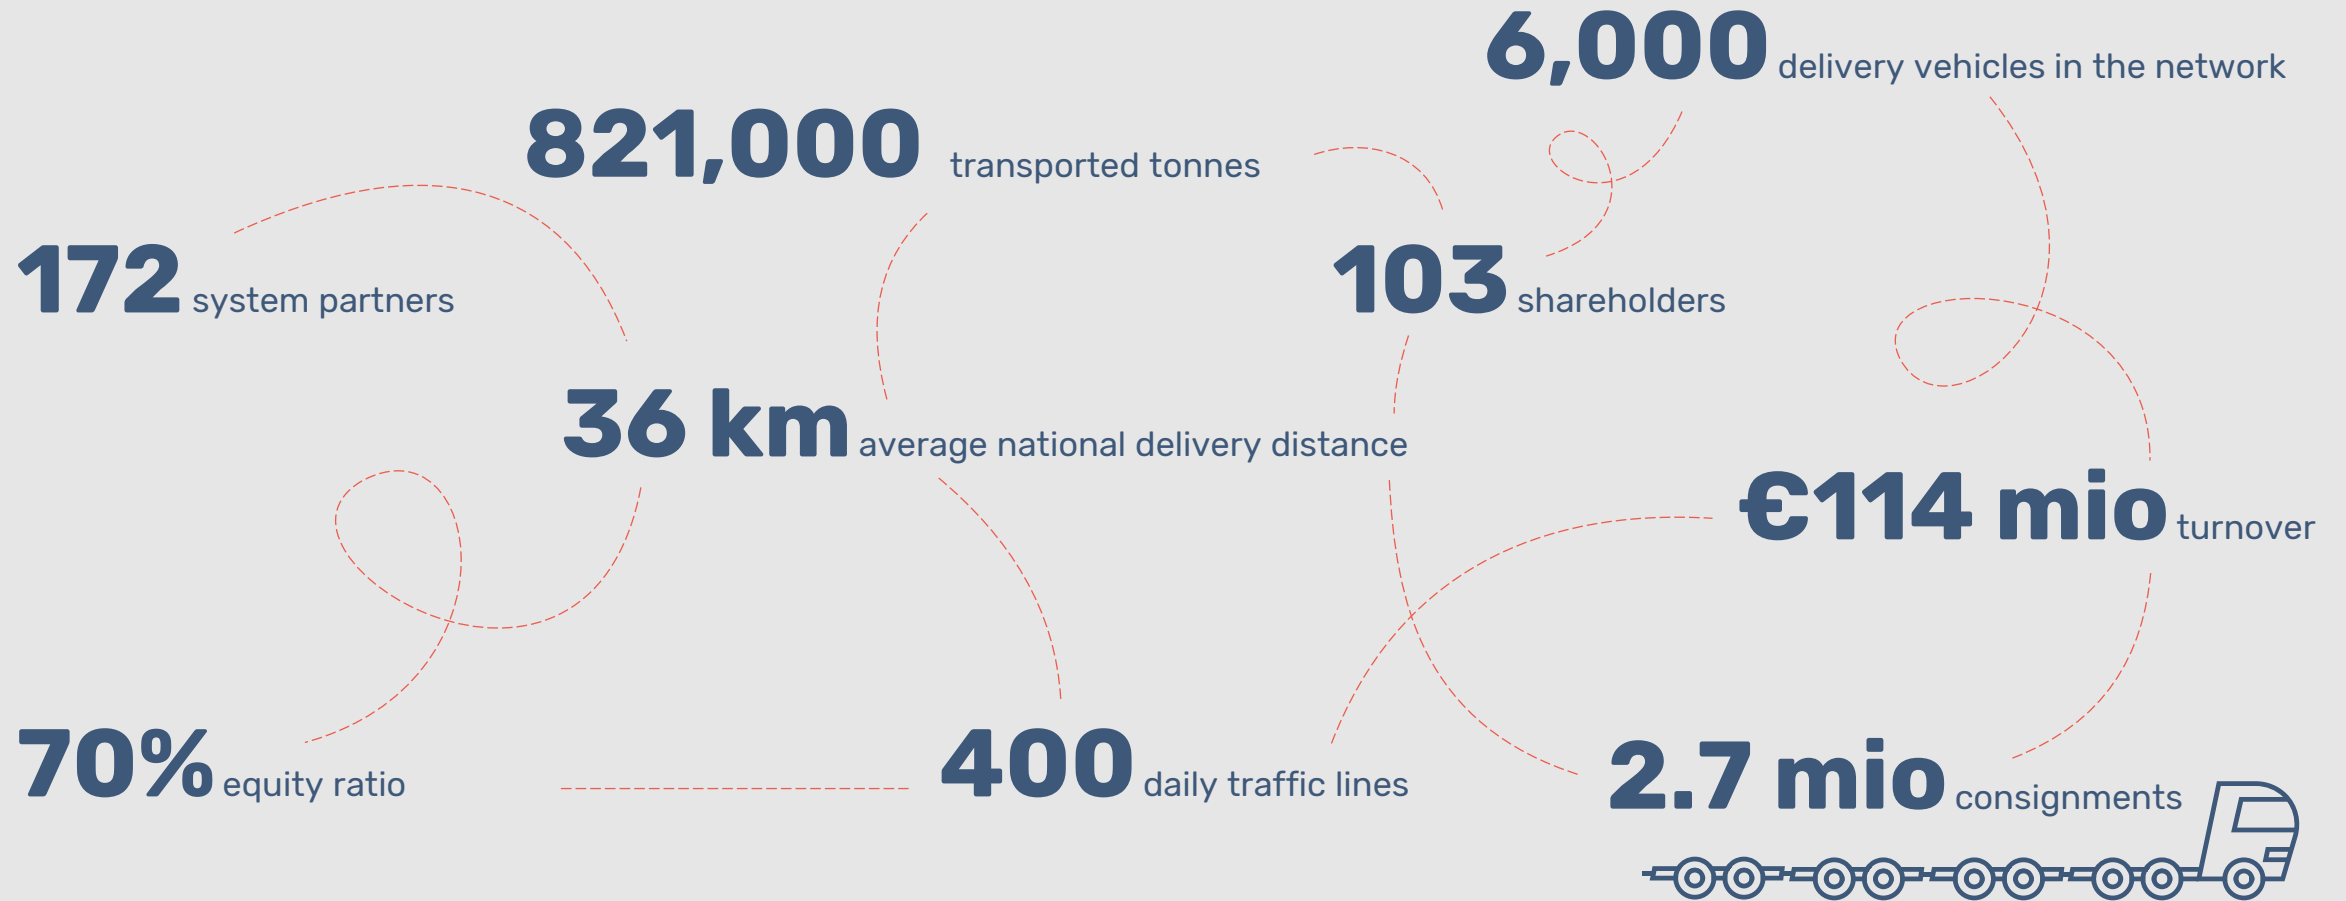 6,000 delivery vehicles in the network
821,000 transported tonnes
172 system partners
103 shareholders
36 km average national delivery distance
€114 mio turnover
70% equity ratio
400 daily traffic lines
2.7 mio consignments